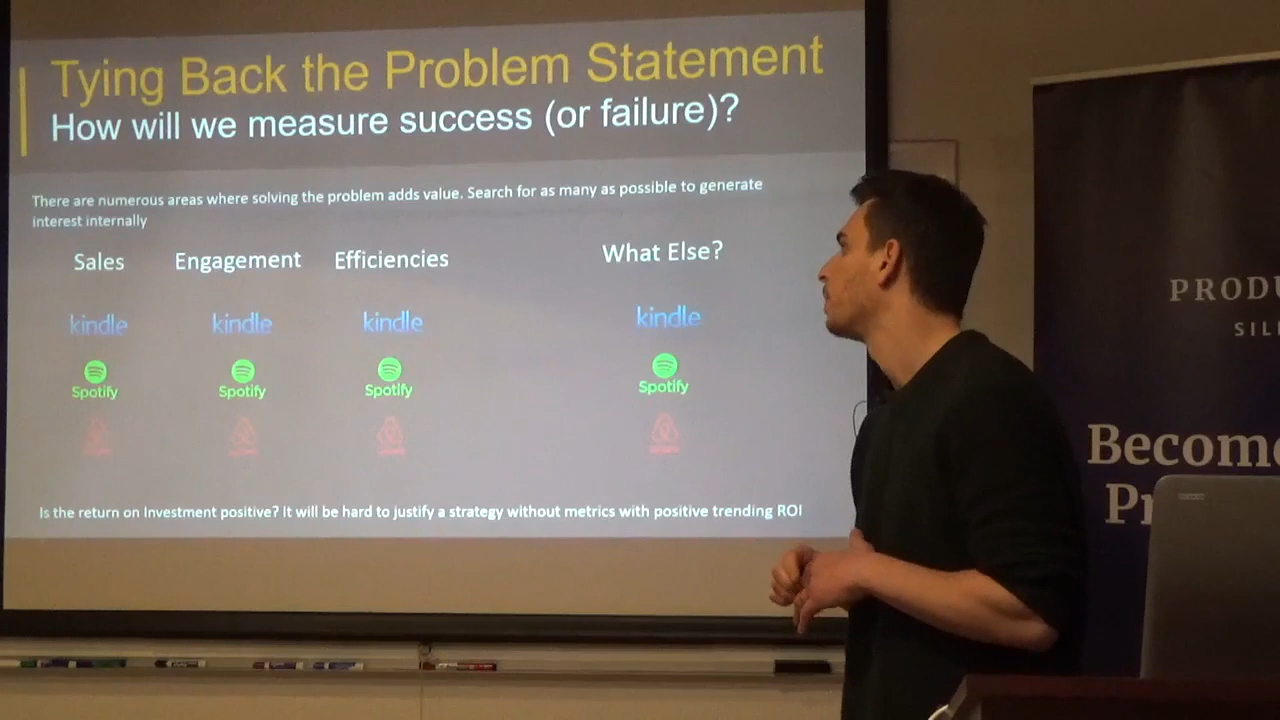 Tying Back the Problem Statement
How will we measure success (or failure)?
There are numerous areas where solving the problem adds value. Search for as many as possible to generate
interest internally
Sales Engagement Efficiencies What Else?
kindle kindle kindle kindle
Spotify Spotify Spotify Spotify
Is the return on Investment positive? It will be hard to justify a strategy without metrics with positive trending ROI
PRODU
SIL
Become
Pr